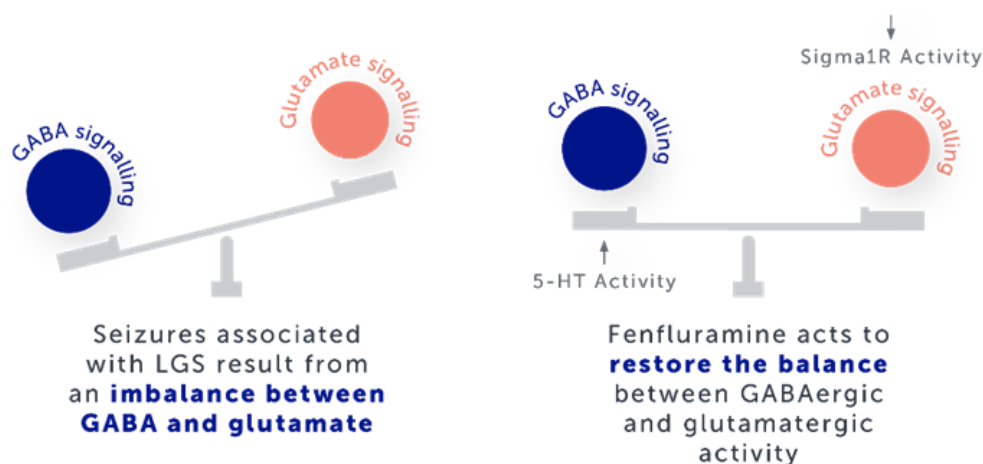 GABA signalling
Glutamate signalling
Seizures associated
with LGS result from
an imbalance between
GABA and glutamate
Sigma1R Activity
GABA signalling
Glutamate signalling
5-HT Activity
Fenfluramine acts to
restore the balance
between GABAergic
and glutamatergic
activity